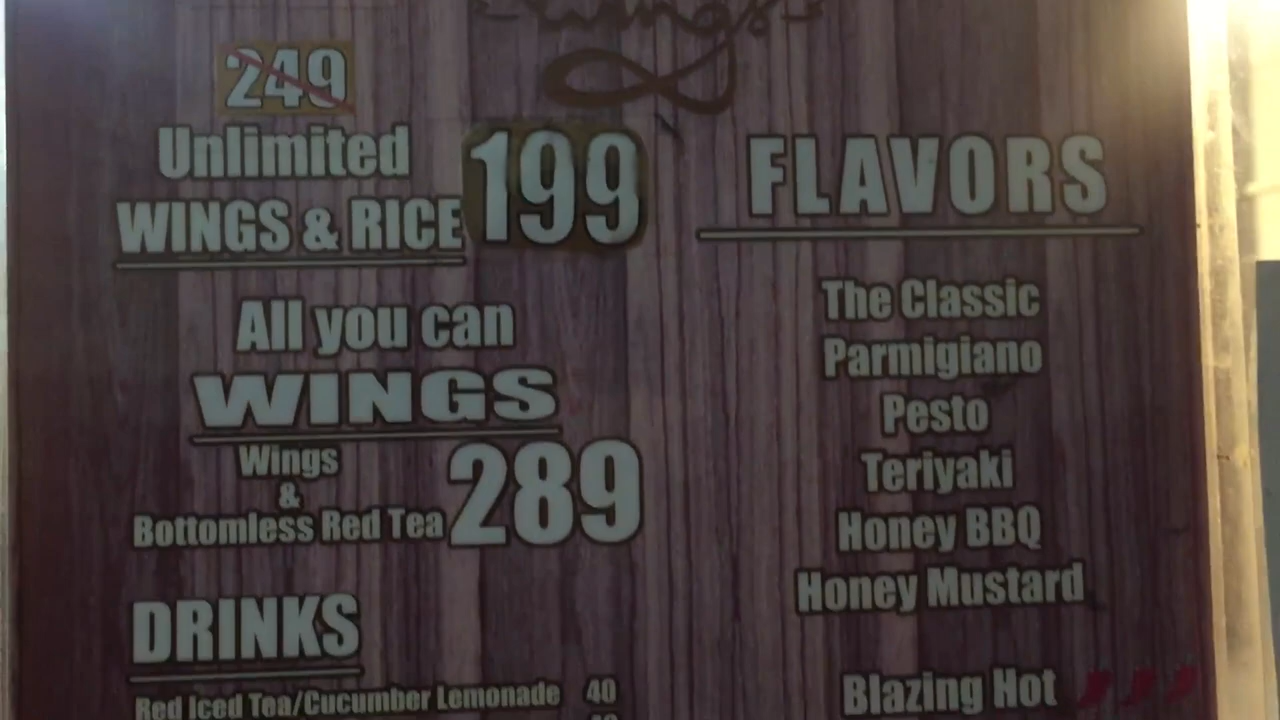 wings
249
Unlimited
WINGS & RICE 199
All you can
WINGS
Wings
&
Bottomless Red Tea 289
DRINKS
Red Iced Tea/Cucumber Lemonade 40
FLAVORS
The Classic
Parmigiano
Pesto
Teriyaki
Honey BBQ
Honey Mustard
Blazing Hot